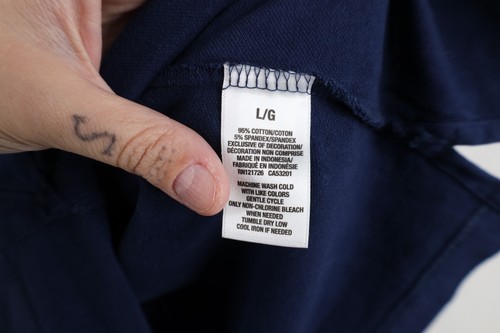 L/G
95% COTTON/COTON
5% SPANDEX/SPANDEX
EXCLUSIVE OF DECORATION/
DÉCORATION NON COMPRISE
MADE IN INDONESIA/
FABRIQUÉ EN INDONÉSIE
RN121726 CA53201
MACHINE WASH COLD
WITH LIKE COLORS
GENTLE CYCLE
ONLY NON-CHLORINE BLEACH
WHEN NEEDED
TUMBLE DRY LOW
COOL IRON IF NEEDED